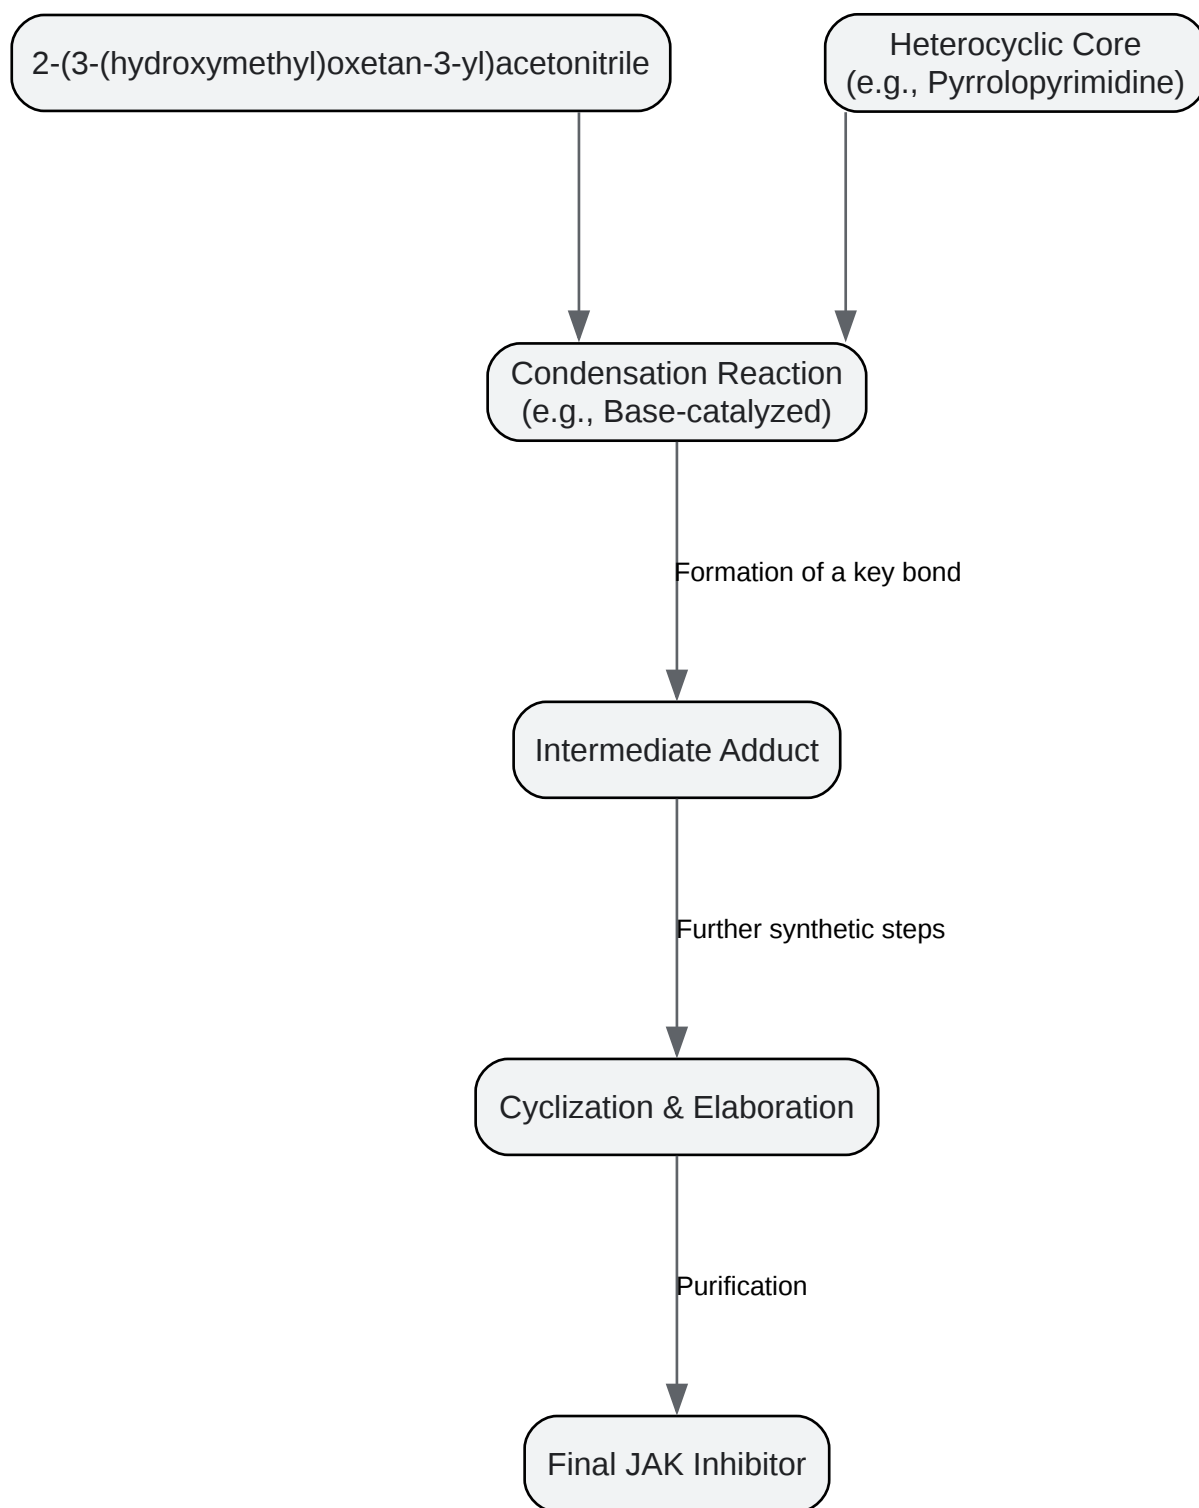 2-(3-(hydroxymethyl)oxetan-3-yl)acetonitrile
Heterocyclic Core
(e.g., Pyrrolopyrimidine)
Condensation Reaction
(e.g., Base-catalyzed)
Formation of a key bond
Intermediate Adduct
Further synthetic steps
Cyclization & Elaboration
Purification
Final JAK Inhibitor